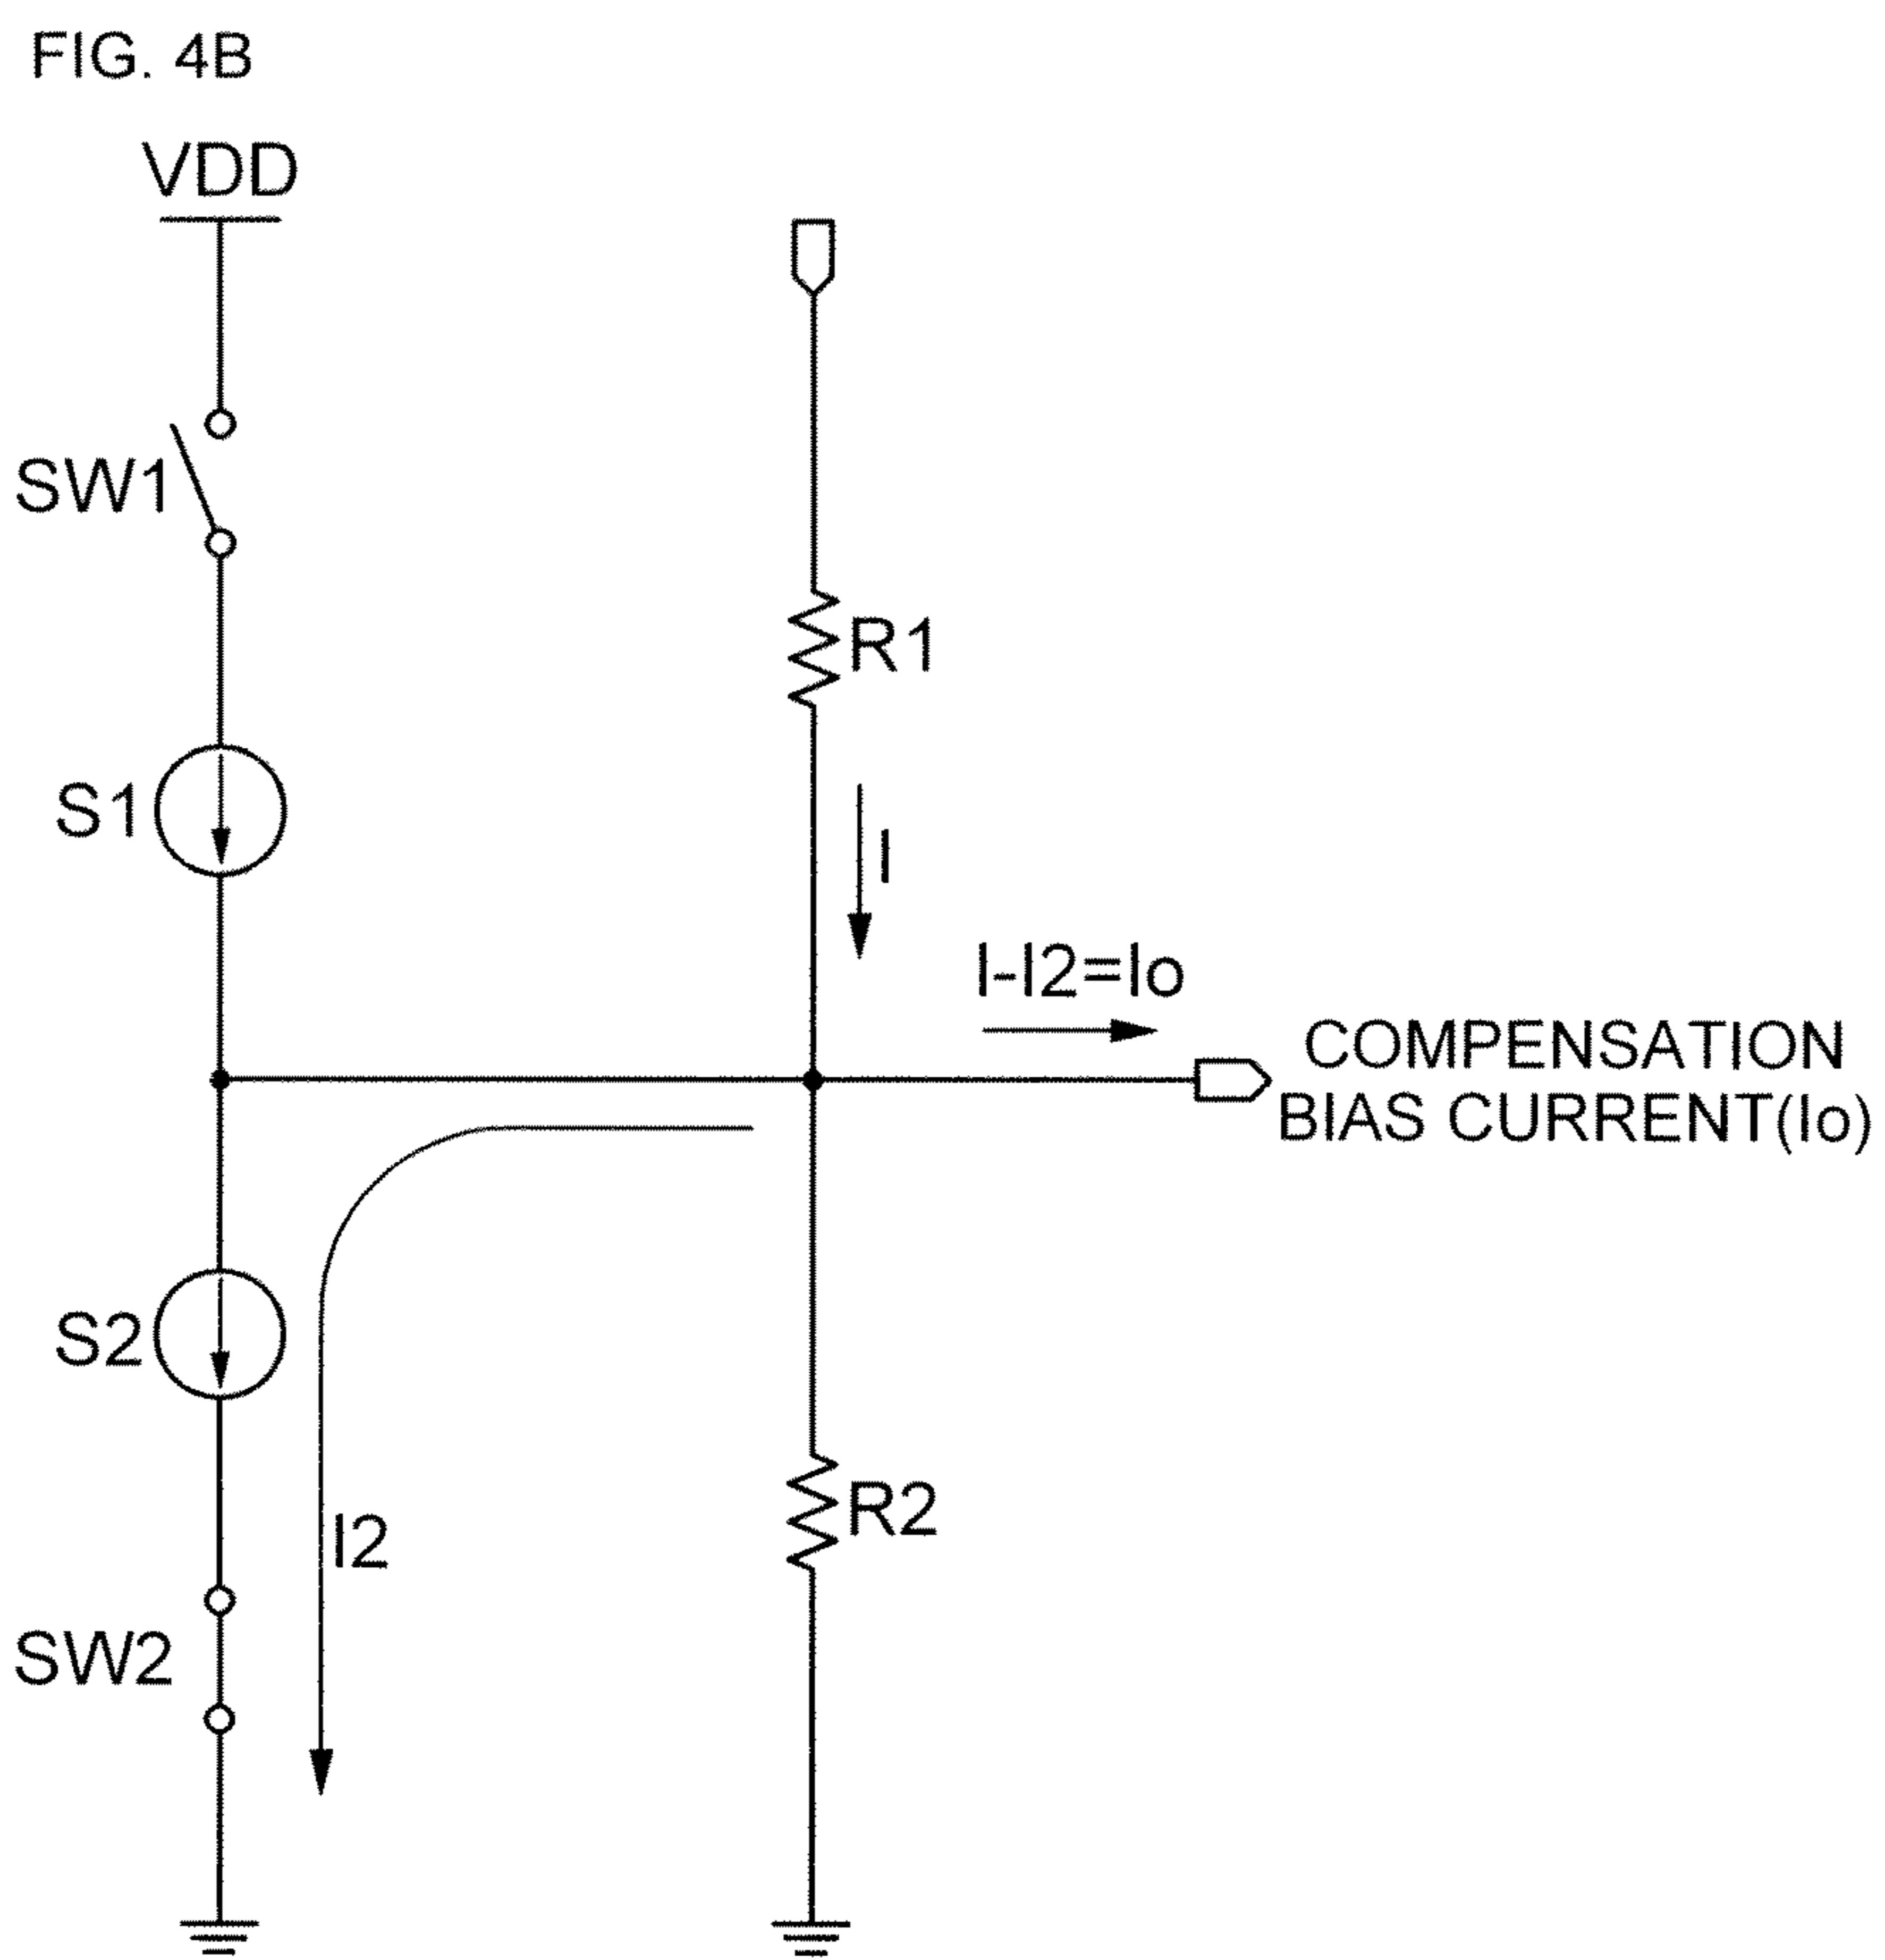 FIG. 4B
VDD
SW1
R1
S1
I
I-I2=Io
COMPENSATION
BIAS CURRENT(Io)
S2
R2
I2
SW2